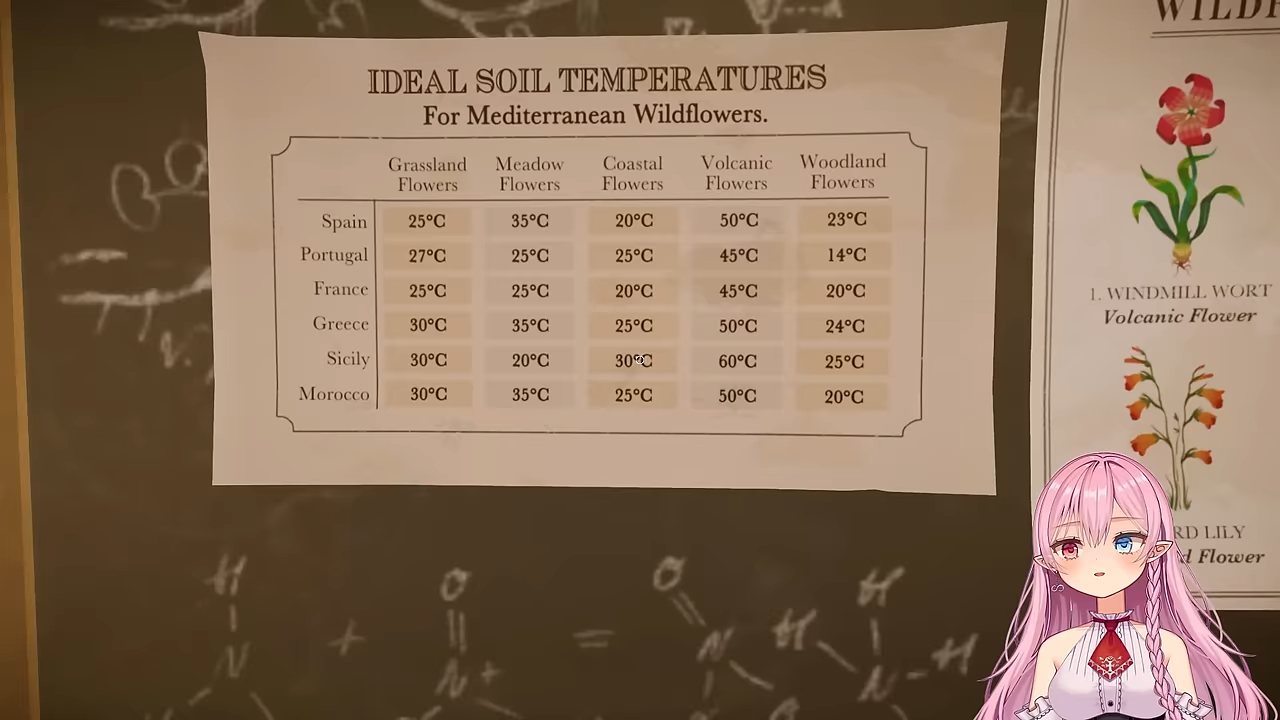 IDEAL SOIL TEMPERATURES
For Mediterranean Wildflowers.
Grassland Flowers Meadow Flowers Coastal Flowers Volcanic Flowers Woodland Flowers
Spain 25°C 35°C 20°C 50°C 23°C
Portugal 27°C 25°C 25°C 45°C 14°C
France 25°C 25°C 20°C 45°C 20°C
Greece 30°C 35°C 25°C 50°C 24°C
Sicily 30°C 20°C 30°C 60°C 25°C
Morocco 30°C 35°C 25°C 50°C 20°C
1. WINDMILL WORT
Volcanic Flower
LILY
Flower
H O O H
+ = N H H
N N+ N